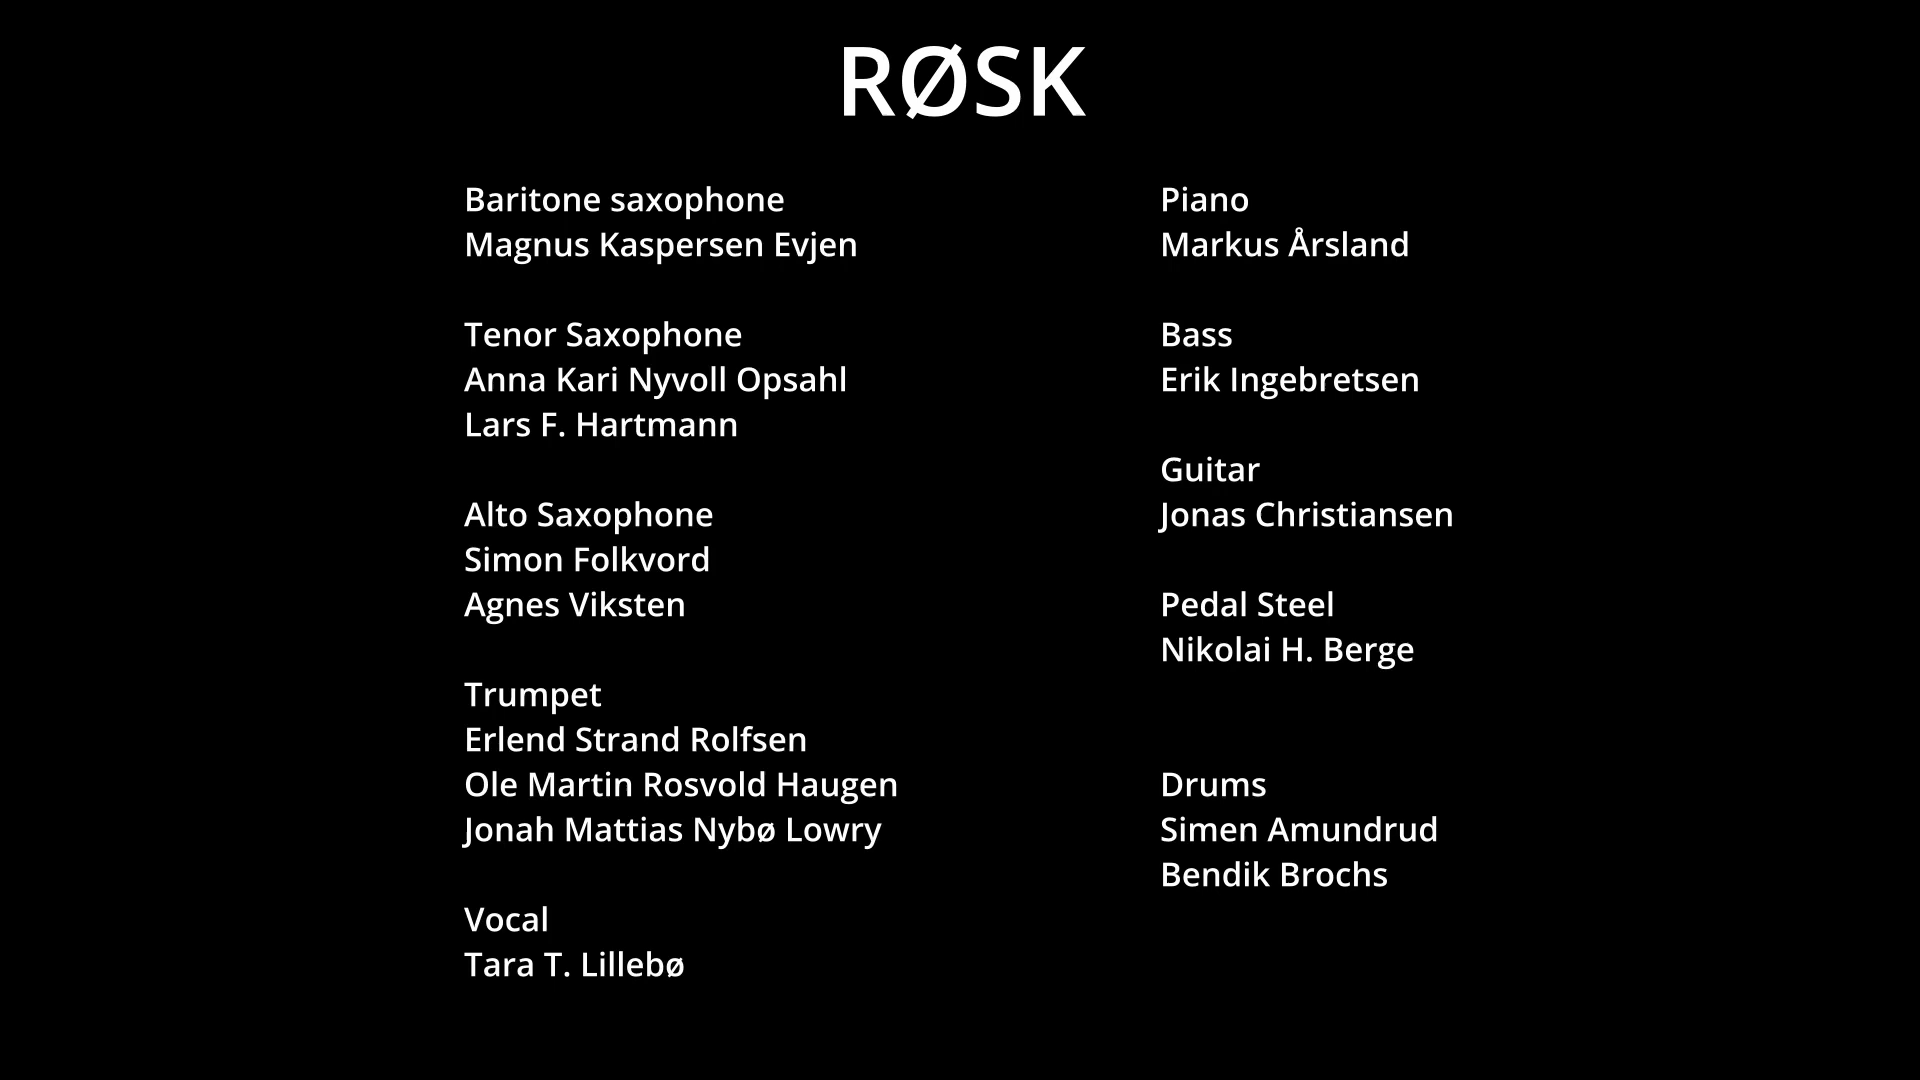 RØSK
Baritone saxophone
Magnus Kaspersen Evjen
Tenor Saxophone
Anna Kari Nyvoll Opsahl
Lars F. Hartmann
Alto Saxophone
Simon Folkvord
Agnes Viksten
Trumpet
Erlend Strand Rolfsen
Ole Martin Rosvold Haugen
Jonah Mattias Nybø Lowry
Vocal
Tara T. Lillebø
Piano
Markus Årsland
Bass
Erik Ingebretsen
Guitar
Jonas Christiansen
Pedal Steel
Nikolai H. Berge
Drums
Simen Amundrud
Bendik Brochs